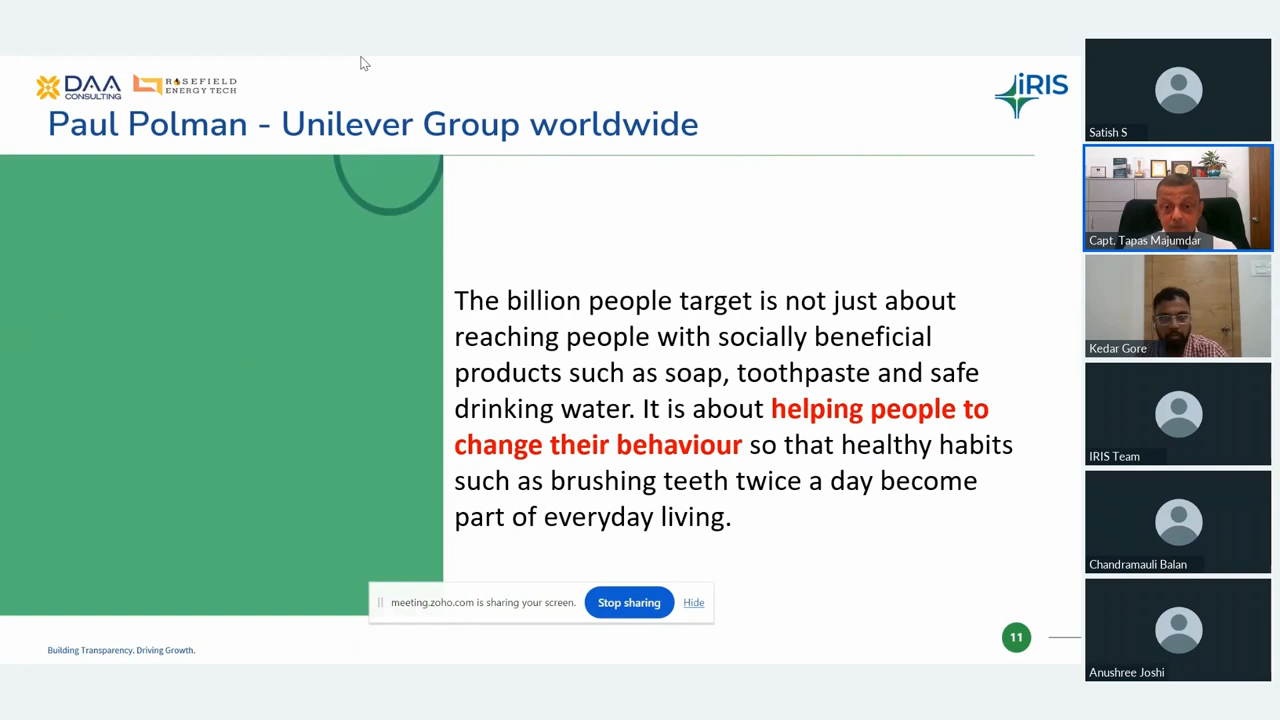 DAA
CONSULTING
RASEFIELD
ENERGY TECH
iRIS
Paul Polman - Unilever Group worldwide
The billion people target is not just about
reaching people with socially beneficial
products such as soap, toothpaste and safe
drinking water. It is about helping people to
change their behaviour so that healthy habits
such as brushing teeth twice a day become
part of everyday living.
meeting.zoho.com is sharing your screen.
Stop sharing
Hide
Building Transparency. Driving Growth.
11
Satish S
Capt. Tapas Majumdar
Kedar Gore
IRIS Team
Chandramauli Balan
Anushree Joshi